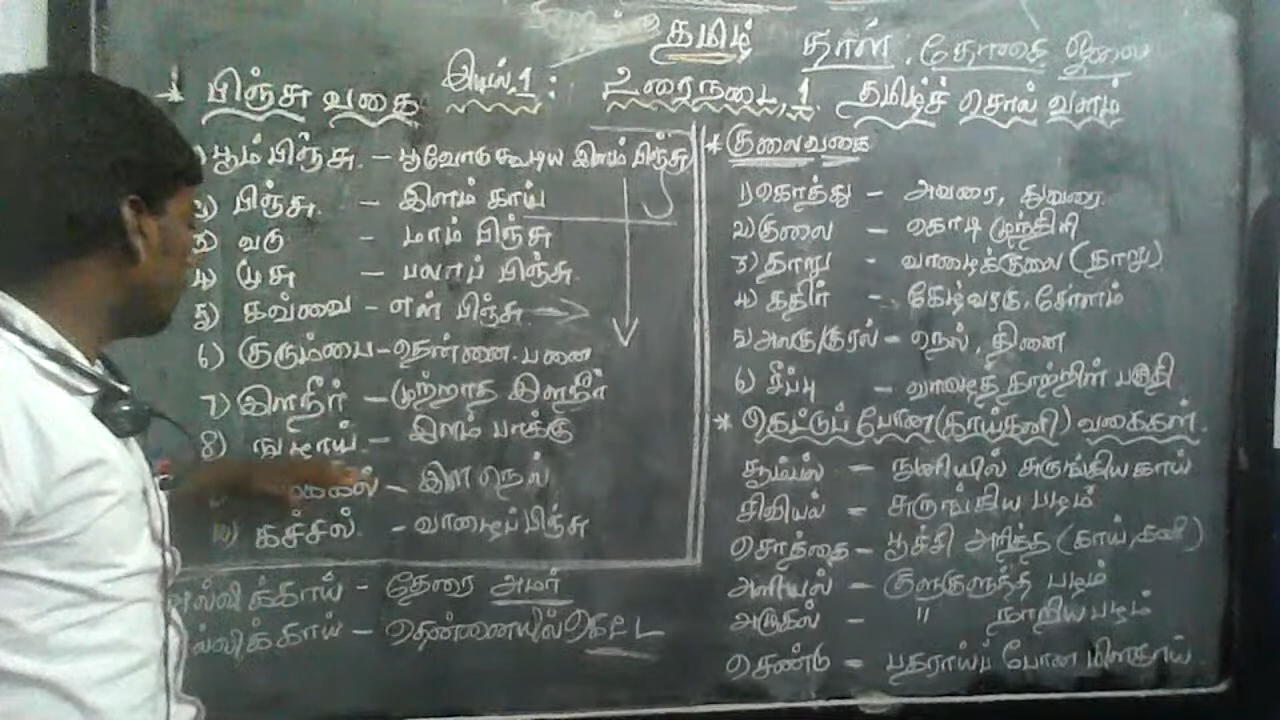 தமிழ் தாள்: தோகை இலை
இயல்.1: உரைநடை.1. தமிழ்ச் சொல் வளம்
* பிஞ்சு வகை
பூம்பிஞ்சு. - பூவோடு கூடிய இளம் பிஞ்சு
2) பிஞ்சு. - இளம் காய்
3) வடு - மாம் பிஞ்சு
4) மூசு - பலாப் பிஞ்சு.
5) கவ்வை - எள் பிஞ்சு
6) குரும்பை - தென்னை. பனை
7) இளநீர் - முற்றாத இளநீர்
8) நுழாய் - இளம் பாக்கு
- இள நெல்
10) கச்சல். - வாழைப்பிஞ்சு
அல்லிக்காய் - தேரை அமர்
ல்லிக்காய் - தென்னையில் கெட்ட
* குலைவகை
1) கொத்து - அவரை, துவரை.
2) குலை - கொடி முந்திரி
3) தாறு - வாழைக்குலை (தாறு)
4) கதிர் - கேழ்வரகு, சோளம்
5) அலகு/குரல் - நெல், தினை
6) சீப்பு - வாழைத் தாற்றின் பகுதி
* கெட்டுப் போன (காய்கனி) வகைகள்.
சூம்பல் - நுனியில் சுருங்கிய காய்
சிவியல் - சுருங்கிய பழம்
சொத்தை - பூச்சி அரித்த (காய், கனி)
அளியல் - குளுகுளுத்த பழம்
அழுகல் - " நாறிய பழம்
சொண்டு - பதராய்ப் போன மிளகாய்